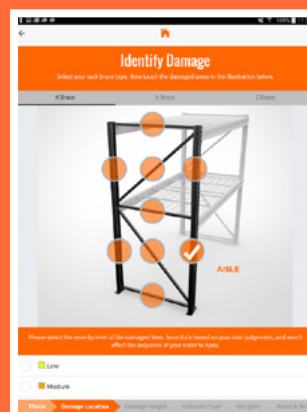 Identify Damage
Select your rack brace type, then touch the damaged areas in the illustration below.
K Brace X Brace Z Brace
AISLE
Please select the severity level of the damaged item. Severity is based on your own judgement, and won't
affect the sequence of your order to Apex.
Low
Medium
Photo Damage Location Damage Height Column Type Uprights